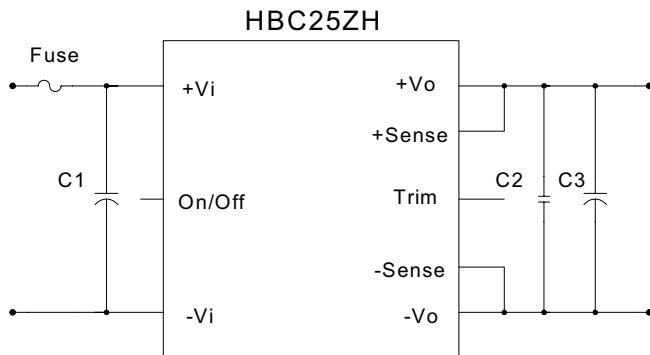 HBC25ZH
Fuse
+Vi
+Vo
+Sense
C1
On/Off
Trim
C2
C3
-Sense
-Vi
-Vo